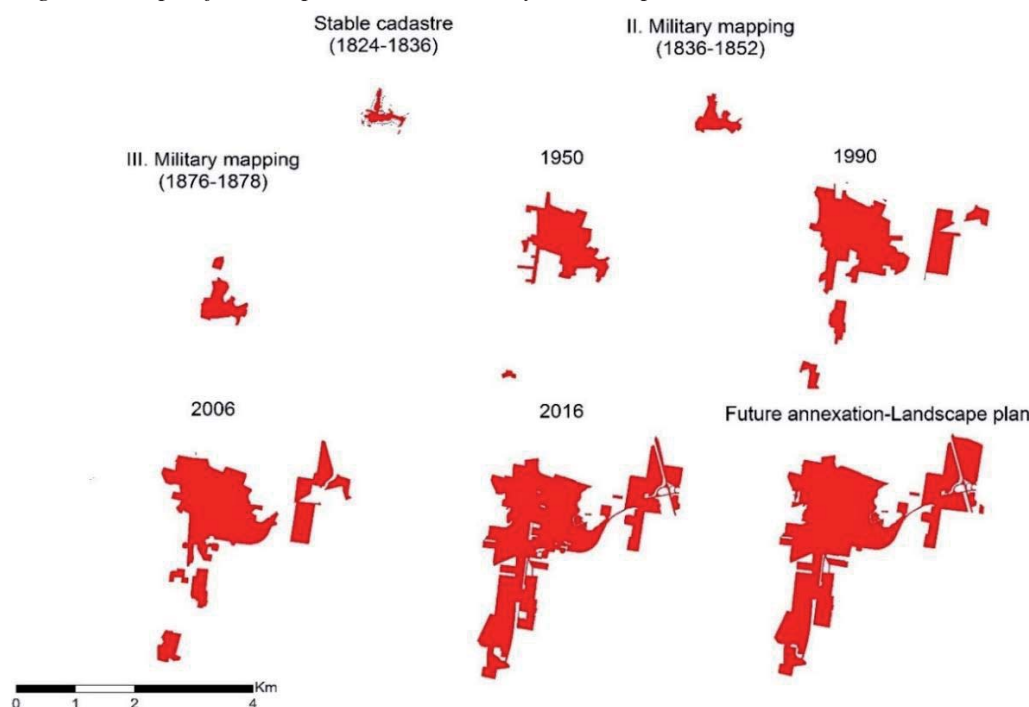 Stable cadastre
(1824-1836)
II. Military mapping
(1836-1852)
III. Military mapping
(1876-1878)
1950
1990
2006
2016
Future annexation-Landscape plan
Km
0 1 2 4